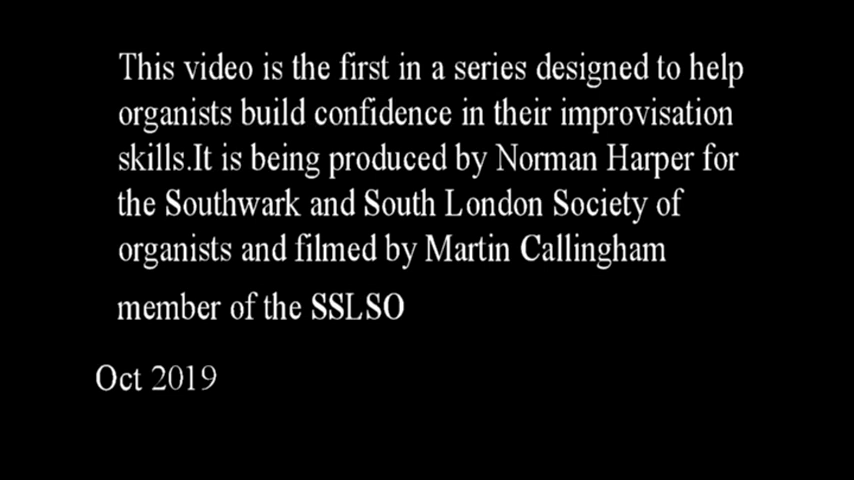 This video is the first in a series designed to help
organists build confidence in their improvisation
skills.It is being produced by Norman Harper for
the Southwark and South London Society of
organists and filmed by Martin Callingham
member of the SSLSO
Oct 2019